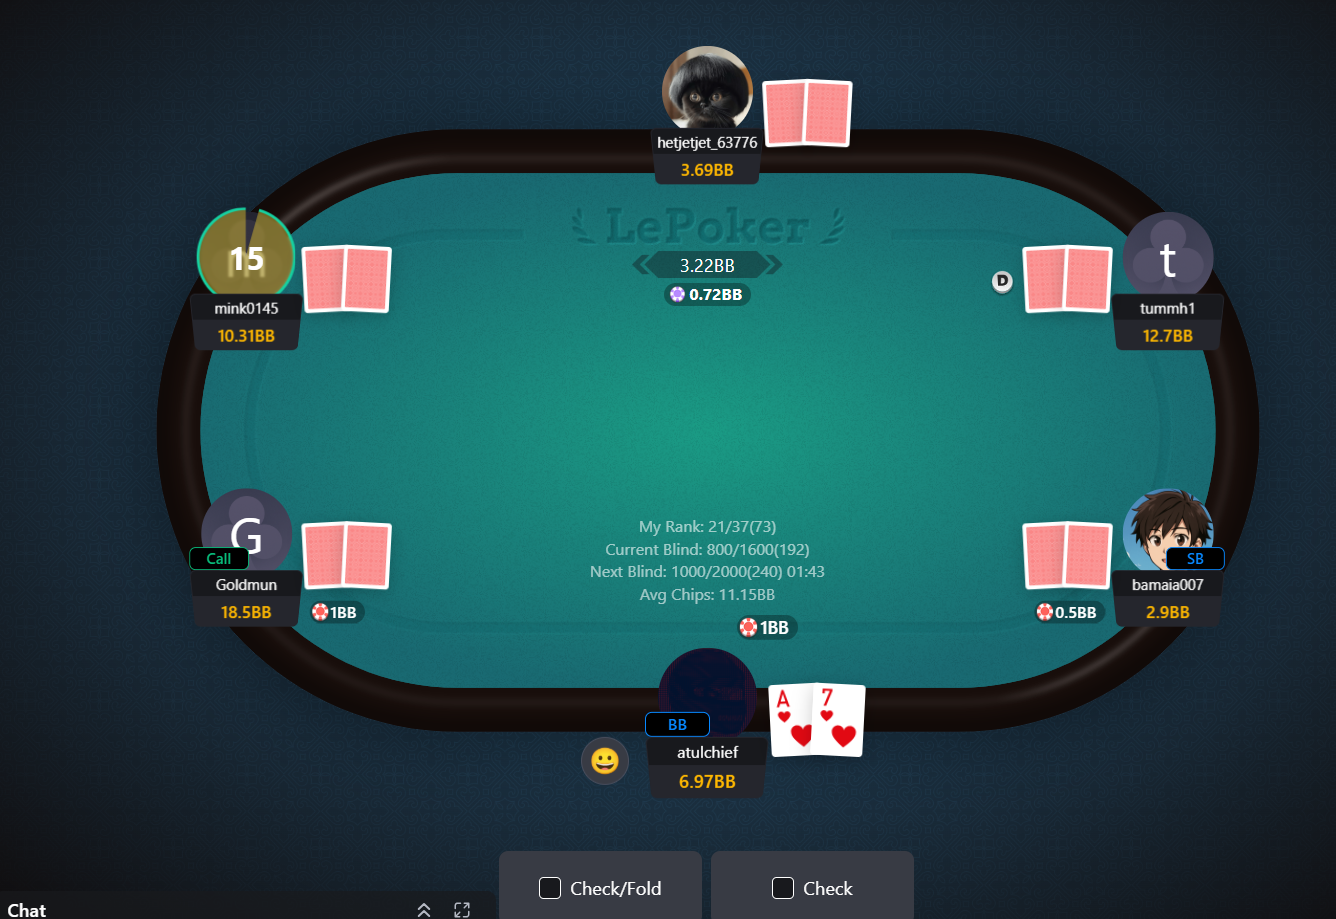 hetjetjet_63776
3.69BB
LePoker
3.22BB
0.72BB
15
mink0145
10.31BB
D
t
tummh1
12.7BB
G
Call
Goldmun
18.5BB
1BB
My Rank: 21/37(73)
Current Blind: 800/1600(192)
Next Blind: 1000/2000(240) 01:43
Avg Chips: 11.15BB
1BB
SB
bamaia007
2.9BB
0.5BB
BB
atulchief
6.97BB
A
7
Check/Fold
Check
Chat